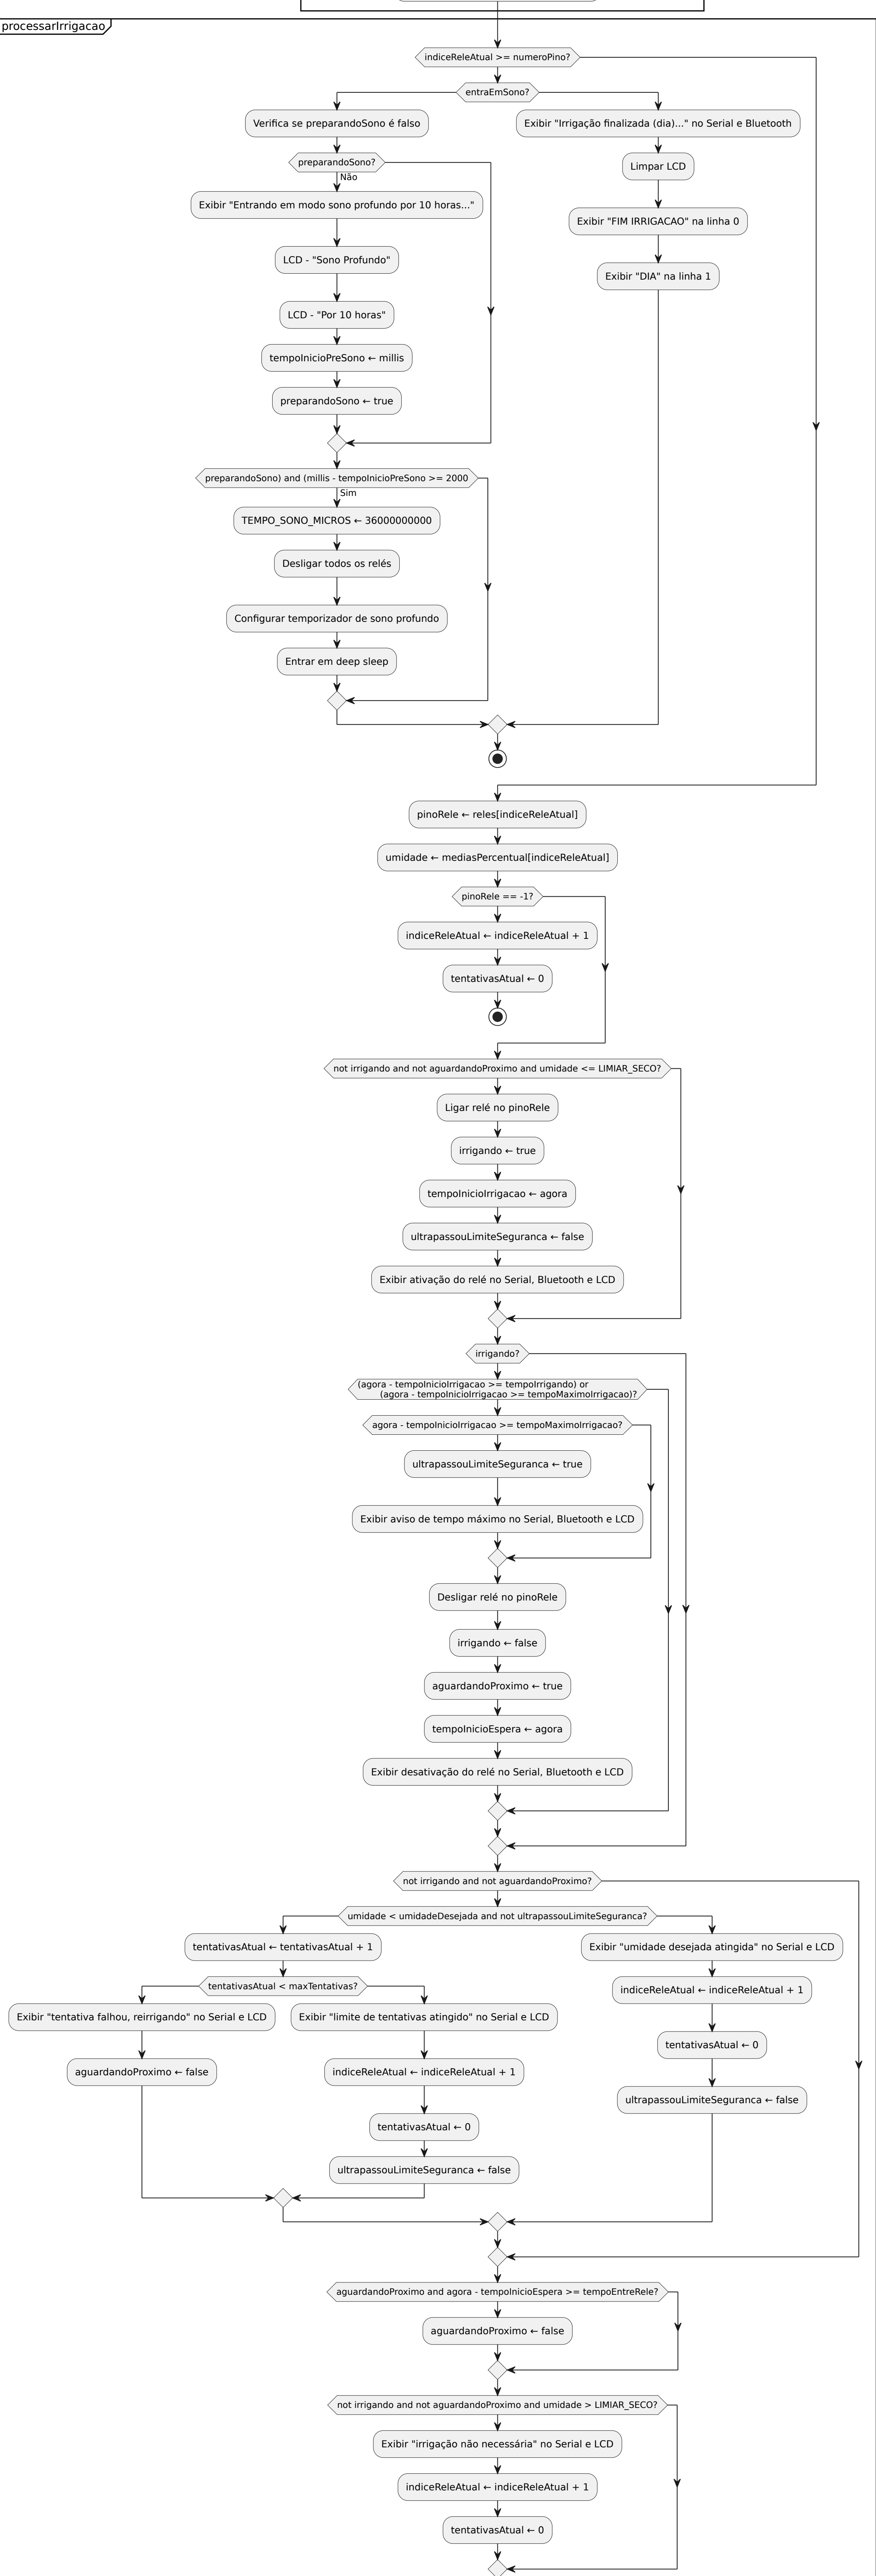 processarIrrigacao
indiceReleAtual >= numeroPino?
entraEmSono?
Verifica se preparandoSono é falso
preparandoSono?
Não
Exibir "Entrando em modo sono profundo por 10 horas..."
LCD - "Sono Profundo"
LCD - "Por 10 horas"
tempoInicioPreSono ← millis
preparandoSono ← true
preparandoSono) and (millis - tempoInicioPreSono >= 2000
Sim
TEMPO_SONO_MICROS ← 36000000000
Desligar todos os relés
Configurar temporizador de sono profundo
Entrar em deep sleep
Exibir "Irrigação finalizada (dia)..." no Serial e Bluetooth
Limpar LCD
Exibir "FIM IRRIGACAO" na linha 0
Exibir "DIA" na linha 1
pinoRele ← reles[indiceReleAtual]
umidade ← mediasPercentual[indiceReleAtual]
pinoRele == -1?
indiceReleAtual ← indiceReleAtual + 1
tentativasAtual ← 0
not irrigando and not aguardandoProximo and umidade <= LIMIAR_SECO?
Ligar relé no pinoRele
irrigando ← true
tempoInicioIrrigacao ← agora
ultrapassouLimiteSeguranca ← false
Exibir ativação do relé no Serial, Bluetooth e LCD
irrigando?
(agora - tempoInicioIrrigacao >= tempoIrrigando) or
(agora - tempoInicioIrrigacao >= tempoMaximoIrrigacao)?
agora - tempoInicioIrrigacao >= tempoMaximoIrrigacao?
ultrapassouLimiteSeguranca ← true
Exibir aviso de tempo máximo no Serial, Bluetooth e LCD
Desligar relé no pinoRele
irrigando ← false
aguardandoProximo ← true
tempoInicioEspera ← agora
Exibir desativação do relé no Serial, Bluetooth e LCD
not irrigando and not aguardandoProximo?
umidade < umidadeDesejada and not ultrapassouLimiteSeguranca?
tentativasAtual ← tentativasAtual + 1
tentativasAtual < maxTentativas?
Exibir "tentativa falhou, reirrigando" no Serial e LCD
aguardandoProximo ← false
Exibir "limite de tentativas atingido" no Serial e LCD
indiceReleAtual ← indiceReleAtual + 1
tentativasAtual ← 0
ultrapassouLimiteSeguranca ← false
Exibir "umidade desejada atingida" no Serial e LCD
indiceReleAtual ← indiceReleAtual + 1
tentativasAtual ← 0
ultrapassouLimiteSeguranca ← false
aguardandoProximo and agora - tempoInicioEspera >= tempoEntreRele?
aguardandoProximo ← false
not irrigando and not aguardandoProximo and umidade > LIMIAR_SECO?
Exibir "irrigação não necessária" no Serial e LCD
indiceReleAtual ← indiceReleAtual + 1
tentativasAtual ← 0